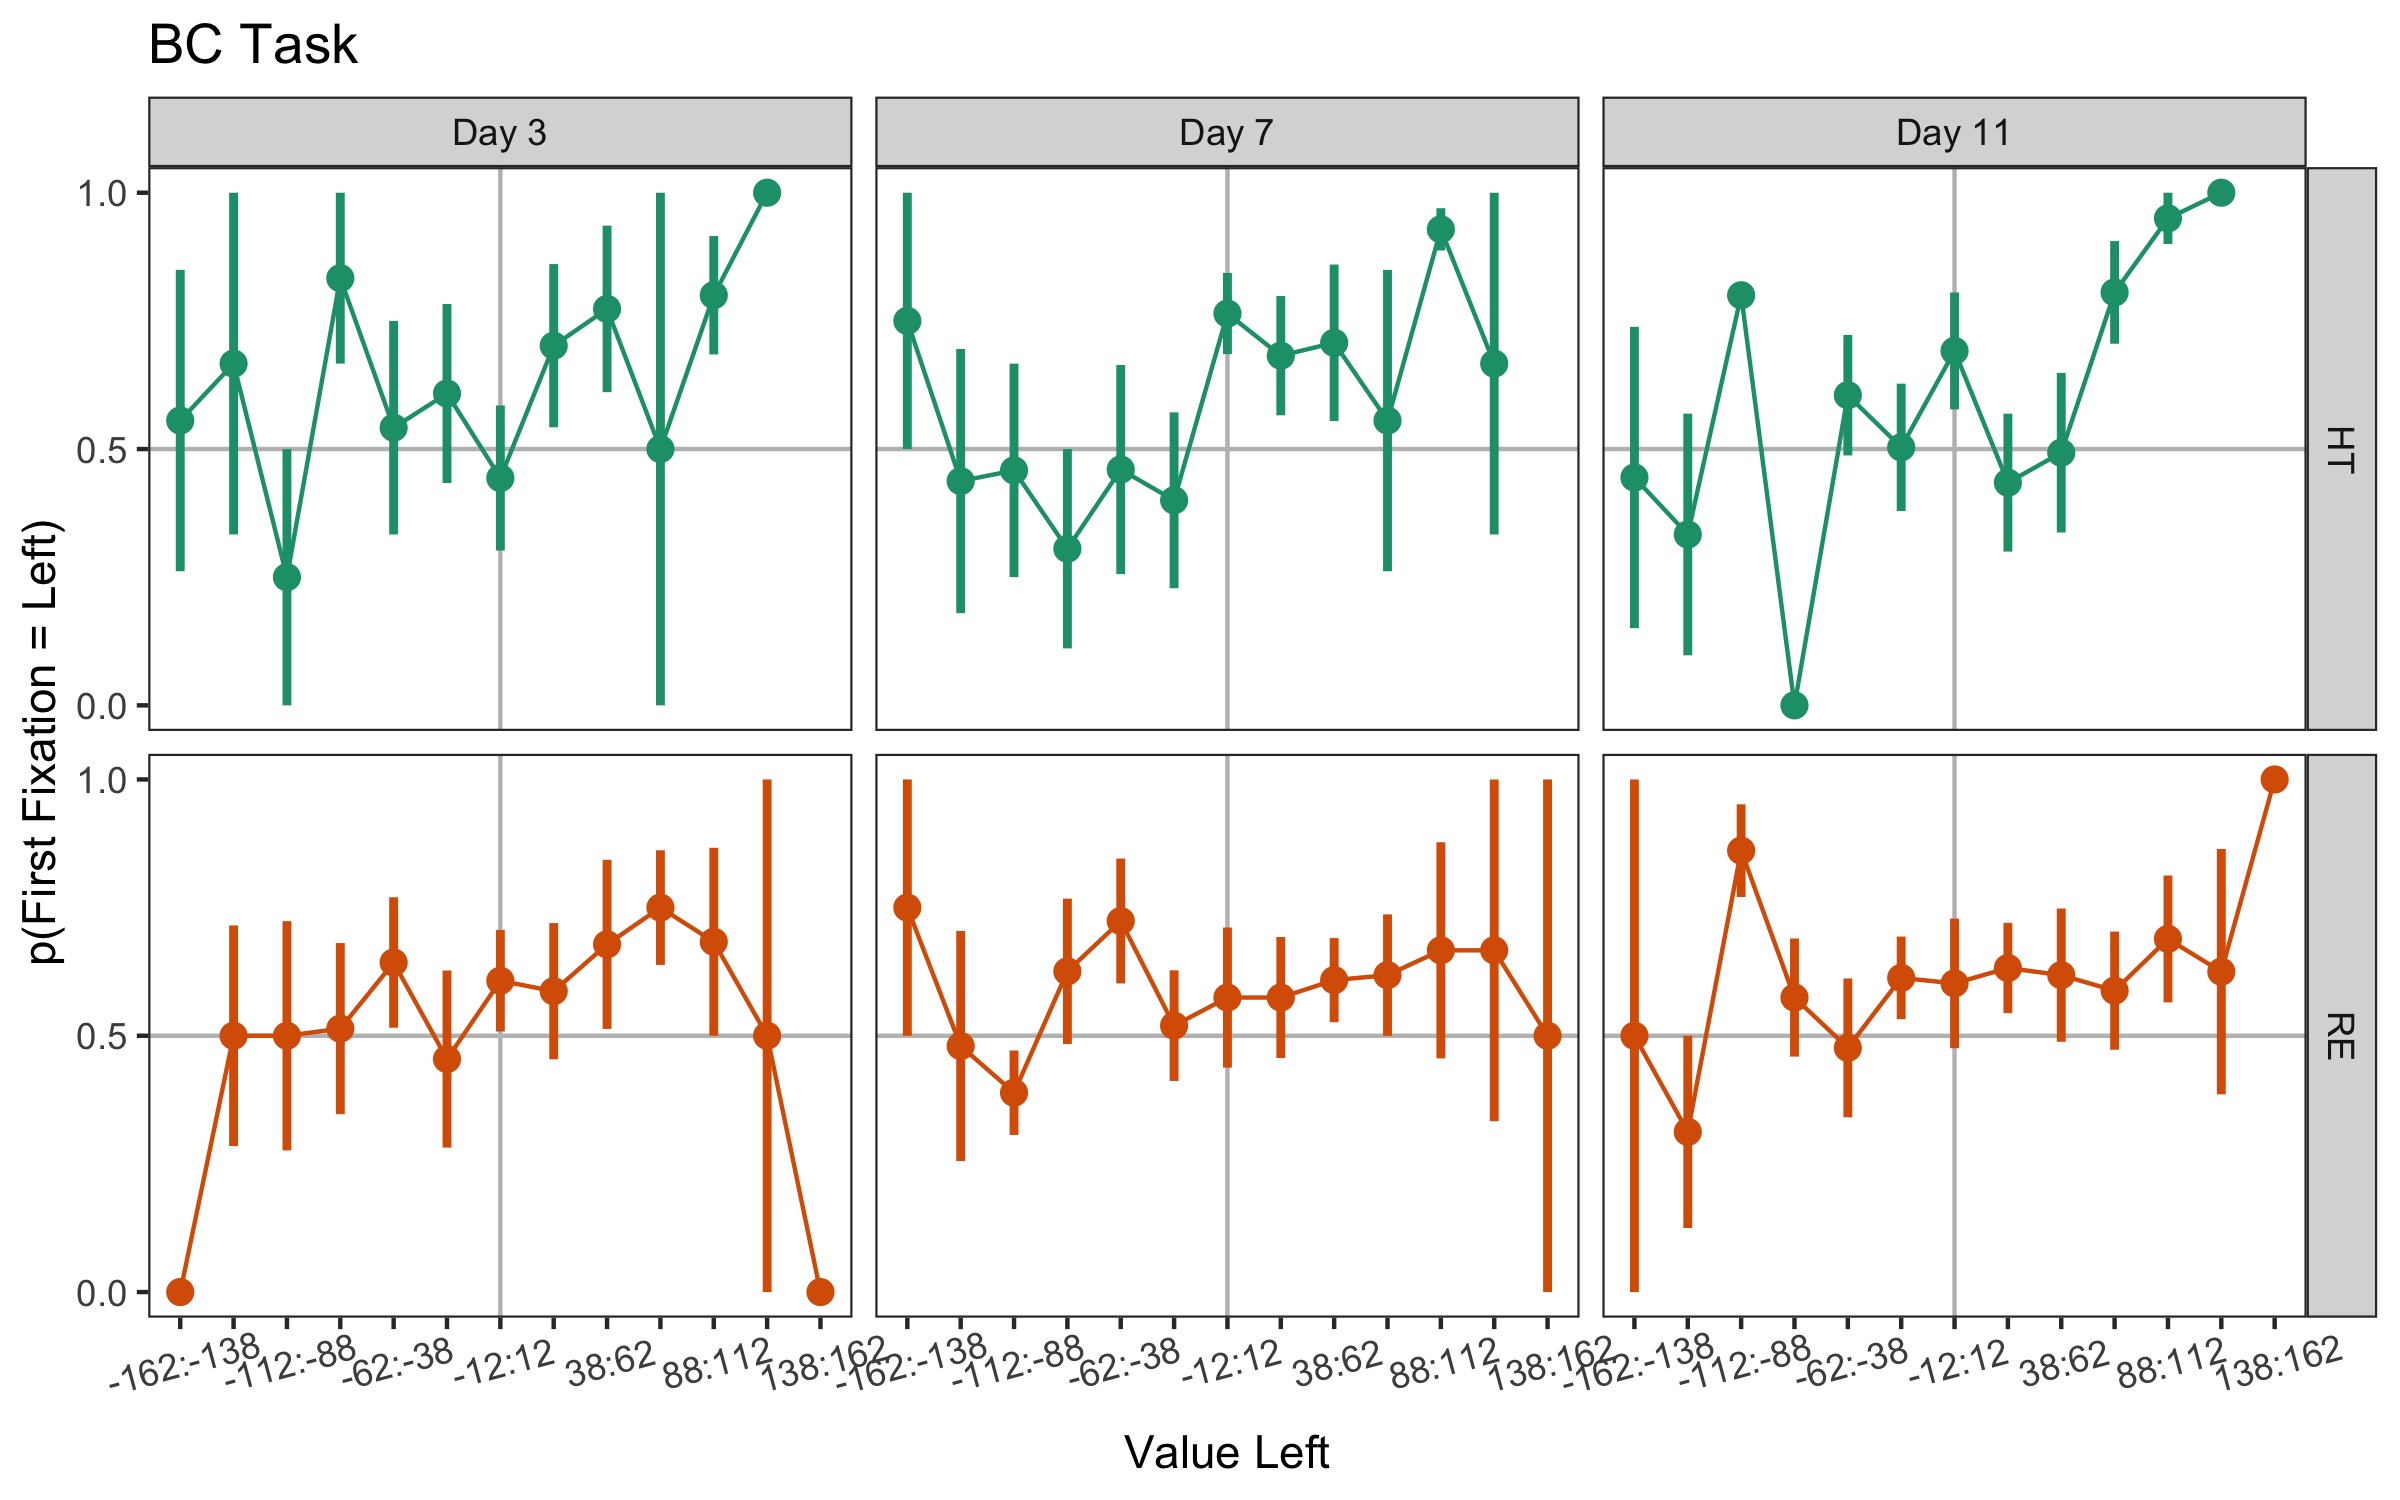 BC Task
Day 3
Day 7
Day 11
p(First Fixation = Left)
1.0
0.5
0.0
HT
1.0
0.5
0.0
RE
-162:-138 -112:-88 -62:-38 -12:12 38:62 88:112 138:162
-162:-138 -112:-88 -62:-38 -12:12 38:62 88:112 138:162
-162:-138 -112:-88 -62:-38 -12:12 38:62 88:112 138:162
Value Left